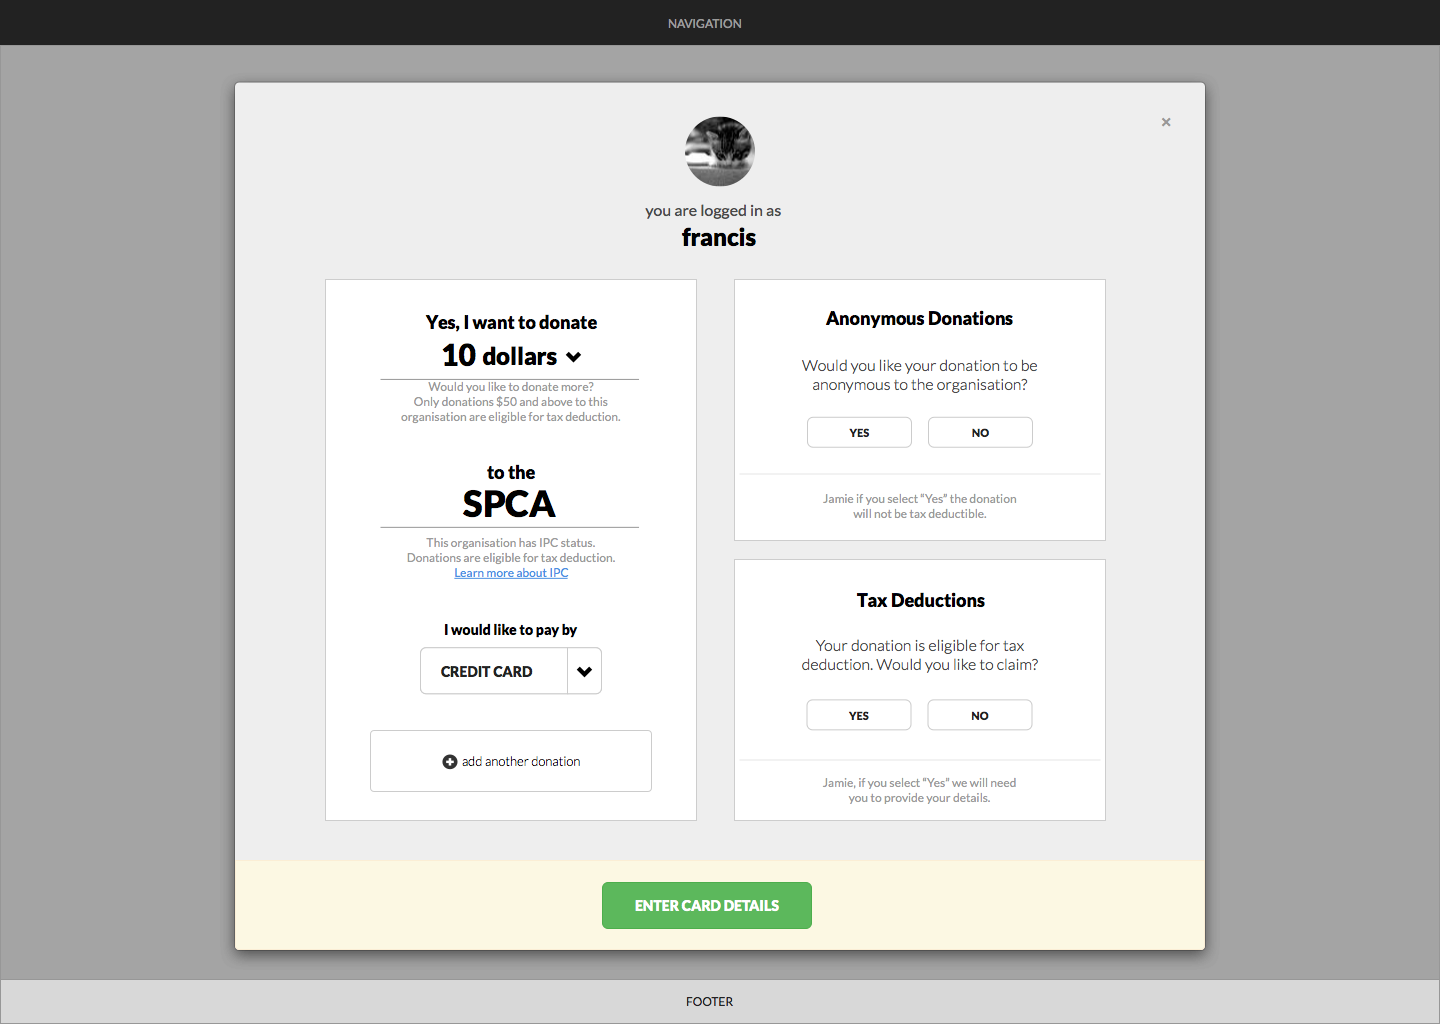 NAVIGATION
×
you are logged in as
francis
Yes, I want to donate
10 dollars
Would you like to donate more?
Only donations $50 and above to this
organisation are eligible for tax deduction.
to the
SPCA
This organisation has IPC status.
Donations are eligible for tax deduction.
Learn more about IPC
I would like to pay by
CREDIT CARD
add another donation
Anonymous Donations
Would you like your donation to be
anonymous to the organisation?
YES NO
Jamie if you select “Yes” the donation
will not be tax deductible.
Tax Deductions
Your donation is eligible for tax
deduction. Would you like to claim?
YES NO
Jamie, if you select “Yes” we will need
you to provide your details.
ENTER CARD DETAILS
FOOTER